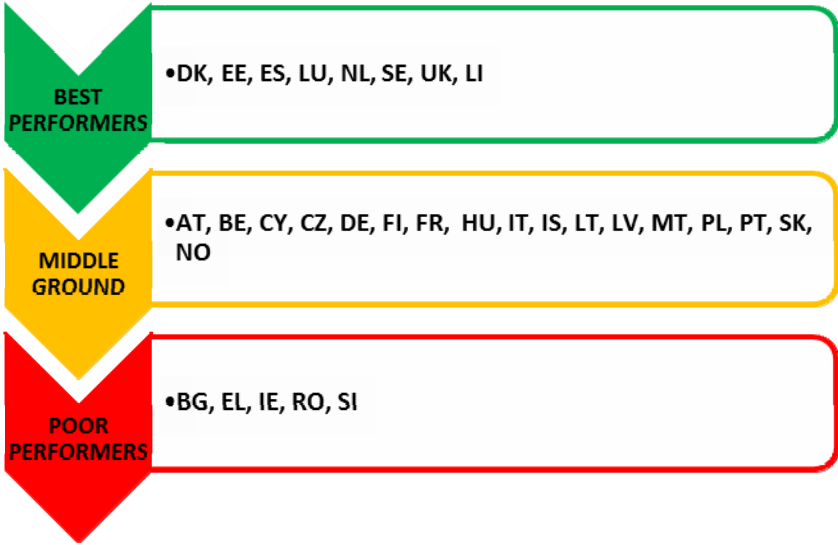 BEST
PERFORMERS
•DK, EE, ES, LU, NL, SE, UK, LI
MIDDLE
GROUND
•AT, BE, CY, CZ, DE, FI, FR, HU, IT, IS, LT, LV, MT, PL, PT, SK,
NO
POOR
PERFORMERS
•BG, EL, IE, RO, SI